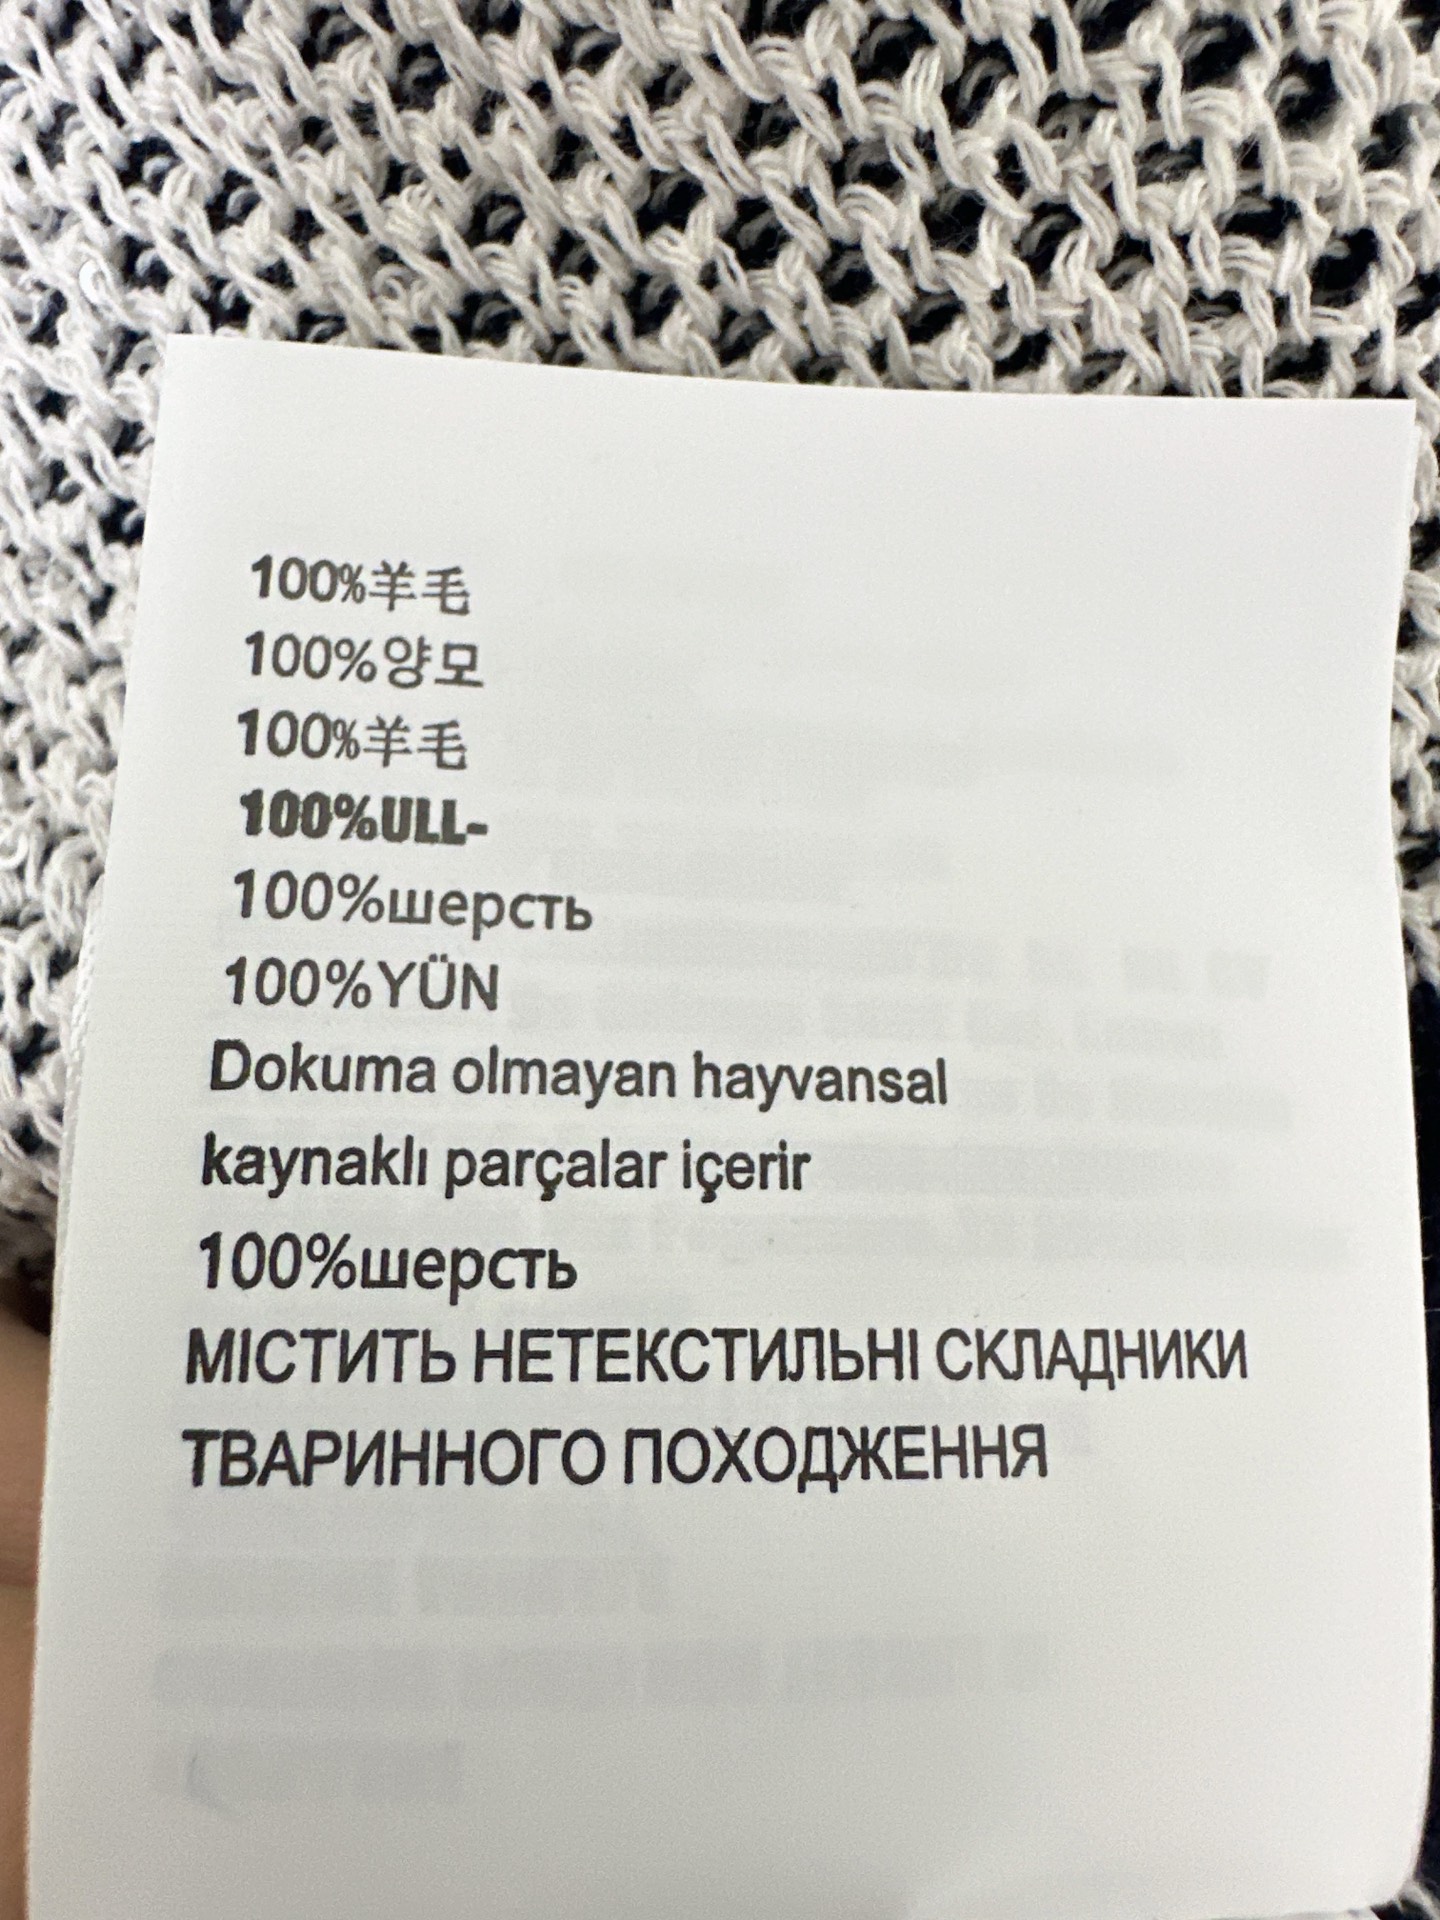 100%羊毛
100%양모
100%羊毛
100%ULL-
100%шерсть
100%YÜN
Dokuma olmayan hayvansal
kaynaklı parçalar içerir
100%шерсть
МІСТИТЬ НЕТЕКСТИЛЬНІ СКЛАДНИКИ
ТВАРИННОГО ПОХОДЖЕННЯ